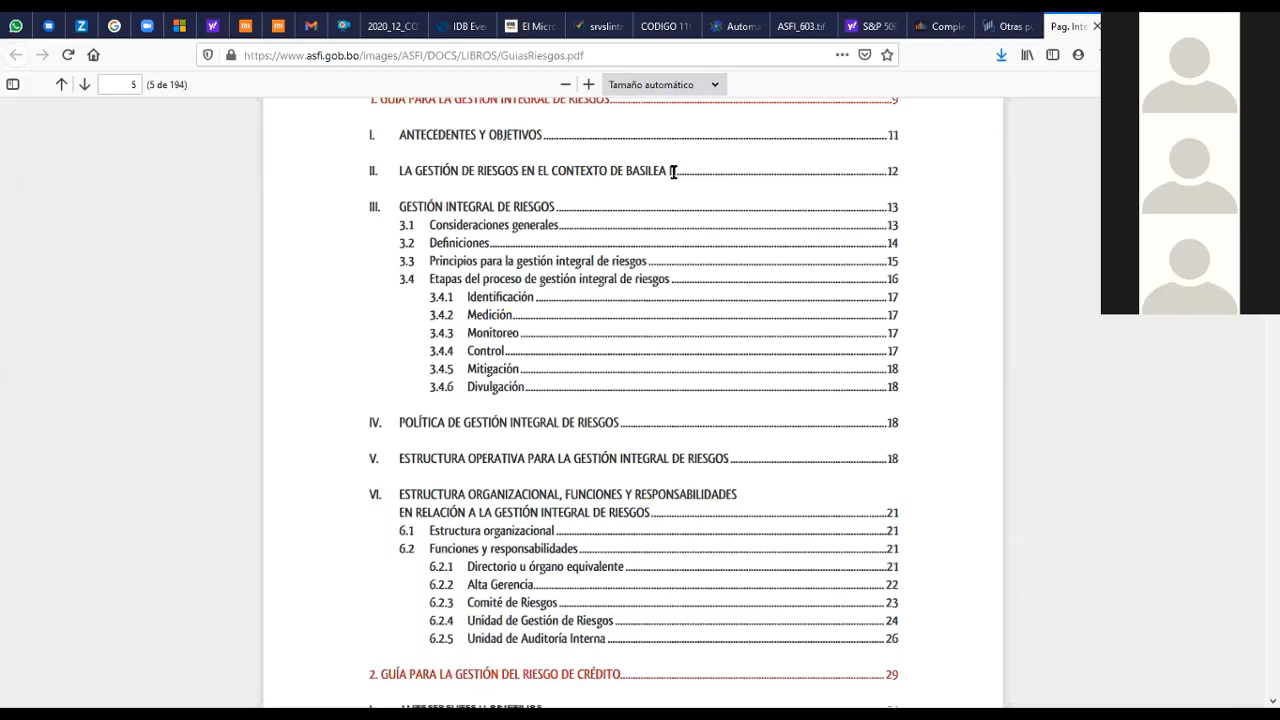 2020_12_CO
IDB Eve
El Micro
srvslintr
CODIGO 110
Automa
ASFI_603.tif
S&P 500
Comple
Otras p
Pag. Inte
https://www.asfi.gob.bo/images/ASFI/DOCS/LIBROS/GuiasRiesgos.pdf
5 (5 de 194) Tamaño automático
1. GUÍA PARA LA GESTIÓN INTEGRAL DE RIESGOS 9
I. ANTECEDENTES Y OBJETIVOS 11
II. LA GESTIÓN DE RIESGOS EN EL CONTEXTO DE BASILEA 12
III. GESTIÓN INTEGRAL DE RIESGOS 13
3.1 Consideraciones generales 13
3.2 Definiciones 14
3.3 Principios para la gestión integral de riesgos 15
3.4 Etapas del proceso de gestión integral de riesgos 16
3.4.1 Identificación 17
3.4.2 Medición 17
3.4.3 Monitoreo 17
3.4.4 Control 17
3.4.5 Mitigación 18
3.4.6 Divulgación 18
IV. POLÍTICA DE GESTIÓN INTEGRAL DE RIESGOS 18
V. ESTRUCTURA OPERATIVA PARA LA GESTIÓN INTEGRAL DE RIESGOS 18
VI. ESTRUCTURA ORGANIZACIONAL, FUNCIONES Y RESPONSABILIDADES
EN RELACIÓN A LA GESTIÓN INTEGRAL DE RIESGOS 21
6.1 Estructura organizacional 21
6.2 Funciones y responsabilidades 21
6.2.1 Directorio u órgano equivalente 21
6.2.2 Alta Gerencia 22
6.2.3 Comité de Riesgos 23
6.2.4 Unidad de Gestión de Riesgos 24
6.2.5 Unidad de Auditoría Interna 26
2. GUÍA PARA LA GESTIÓN DEL RIESGO DE CRÉDITO 29